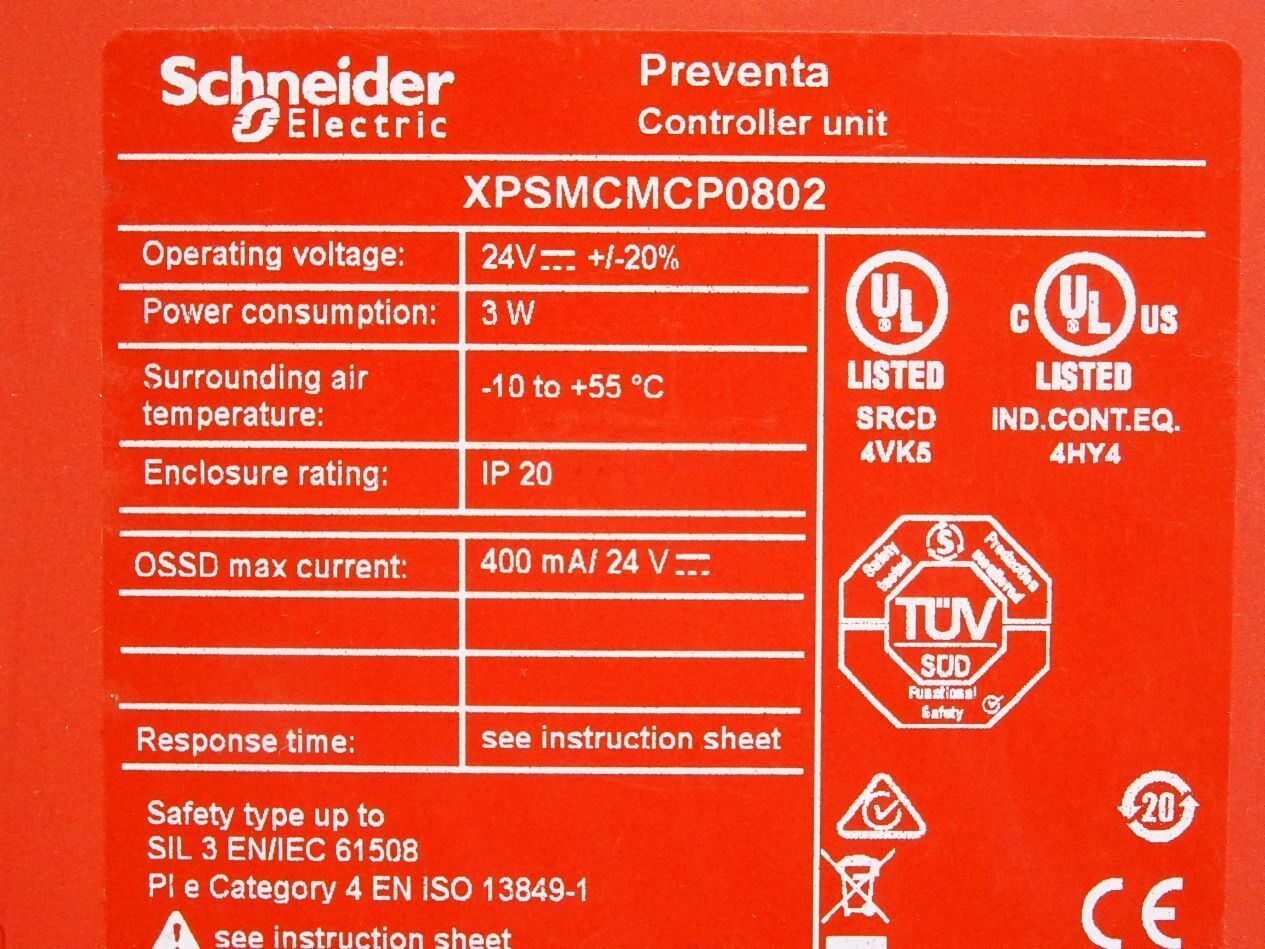 Schneider
Electric
Preventa
Controller unit
XPSMCMCP0802
Operating voltage: 24V⎓ +/-20%
Power consumption: 3 W
Surrounding air
temperature: -10 to +55 °C
Enclosure rating: IP 20
OSSD max current: 400 mA/ 24 V⎓
Response time: see instruction sheet
Safety type up to
SIL 3 EN/IEC 61508
Pl e Category 4 EN ISO 13849-1
see instruction sheet
UL
LISTED
SRCD
4VK5
C UL US
LISTED
IND.CONT.EQ.
4HY4
S
Safety
Production
TÜV
SÜD
Functional
Safety
20
CE